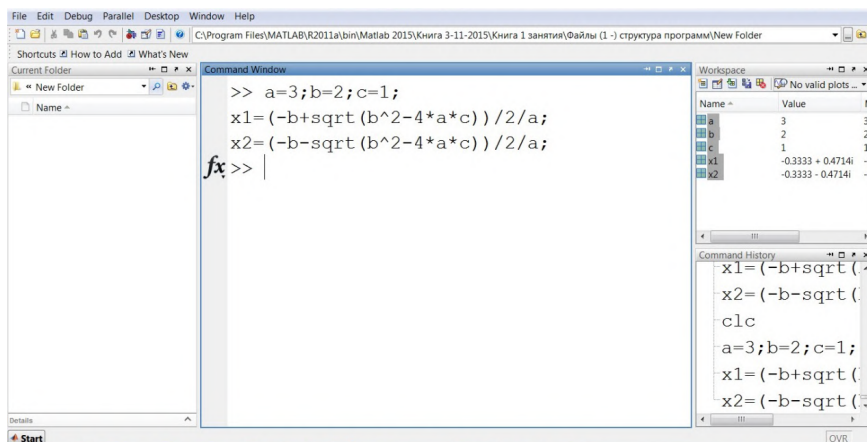 File Edit Debug Parallel Desktop Window Help
C:\Program Files\MATLAB\R2011a\bin\Matlab 2015\Книга 3-11-2015\Книга 1 занятия\Файлы (1 -) структура программ\New Folder
Shortcuts How to Add What's New
Current Folder
« New Folder
Name
Details
Start
Command Window
>> a=3;b=2;c=1;
x1=(-b+sqrt(b^2-4*a*c))/2/a;
x2=(-b-sqrt(b^2-4*a*c))/2/a;
fx >>
Workspace
No valid plots ...
Name Value
a 3
b 2
c 1
x1 -0.3333 + 0.4714i
x2 -0.3333 - 0.4714i
Command History
x1=(-b+sqrt(
x2=(-b-sqrt(
clc
a=3;b=2;c=1;
x1=(-b+sqrt(
x2=(-b-sqrt(
OVR